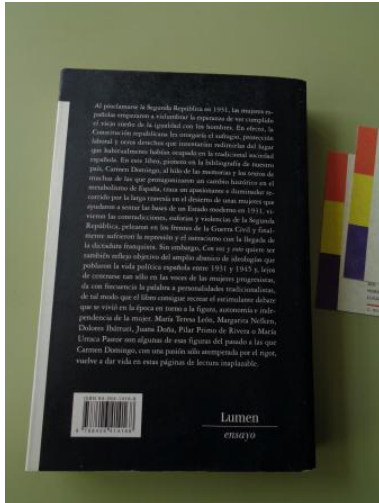 Al proclamarse la Segunda República en 1931, las mujeres es-
pañolas empezaron a vislumbrar la esperanza de ver cumplido
el viejo sueño de la igualdad con los hombres. En efecto, la
Constitución republicana les otorgaría el sufragio, protección
laboral y otros derechos que intentarían redimirlas del lugar
que habitualmente habían ocupado en la tradicional sociedad
española. En este libro, pionero en la bibliografía de nuestro
país, Carmen Domingo, al hilo de las memorias y los textos de
muchas de las que protagonizaron un cambio histórico en el
metabolismo de España, traza un apasionante e iluminador re-
corrido por la larga travesía en el desierto de unas mujeres que
ayudaron a sentar las bases de un Estado moderno en 1931, vi-
vieron las contradicciones, euforias y violencias de la Segunda
República, pelearon en los frentes de la Guerra Civil y final-
mente sufrieron la represión y el ostracismo con la llegada de
la dictadura franquista. Sin embargo, Con voz y voto quiere ser
también reflejo objetivo del amplio abanico de ideologías que
poblaron la vida política española entre 1931 y 1945 y, lejos
de centrarse tan sólo en las voces de las mujeres progresistas,
da con frecuencia la palabra a personalidades tradicionalistas,
de tal modo que el libro consigue recrear el estimulante debate
que se vivió en la época en torno a la figura, autonomía e inde-
pendencia de la mujer. María Teresa León, Margarita Nelken,
Dolores Ibárruri, Juana Doña, Pilar Primo de Rivera o María
Urraca Pastor son algunas de esas figuras del pasado a las que
Carmen Domingo, con una pasión sólo atemperada por el rigor,
vuelve a dar vida en estas páginas de lectura inaplazable.
Lumen
ensayo